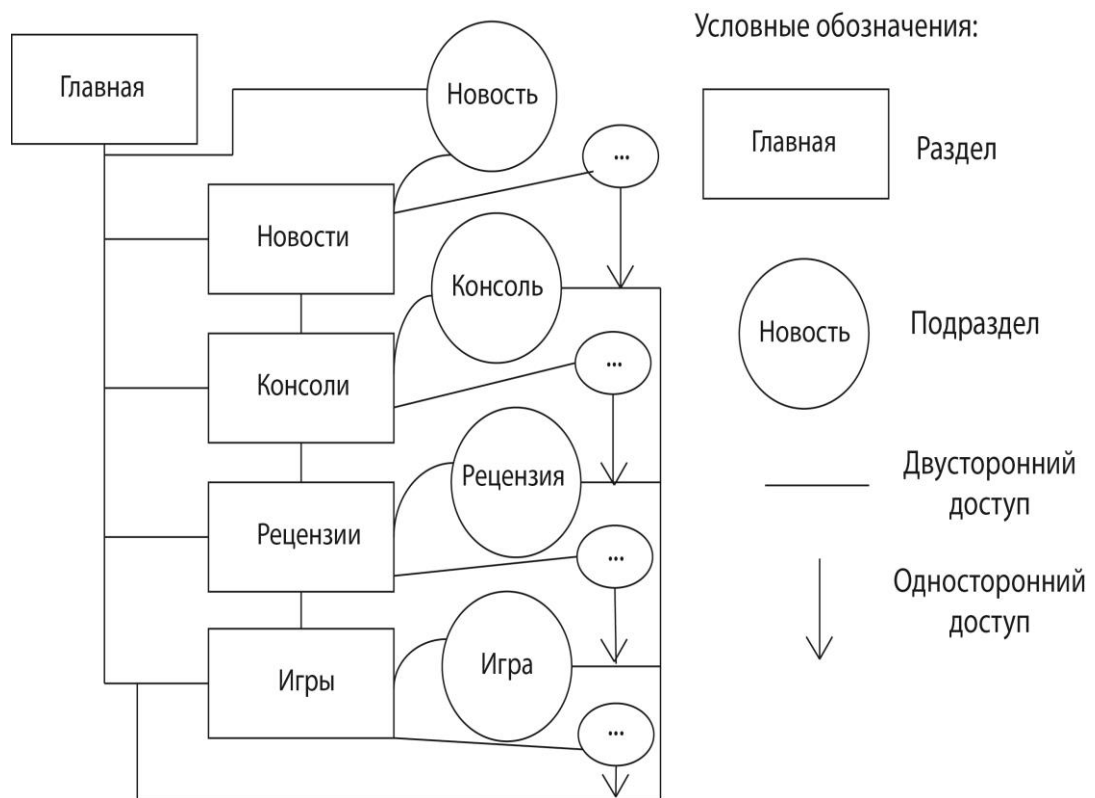 Условные обозначения:
Главная
Новость
...
Новости
Консоль
...
Консоли
Рецензия
Рецензии
...
Игра
Игры
...
Главная
Раздел
Новость
Подраздел
Двусторонний
доступ
Односторонний
доступ